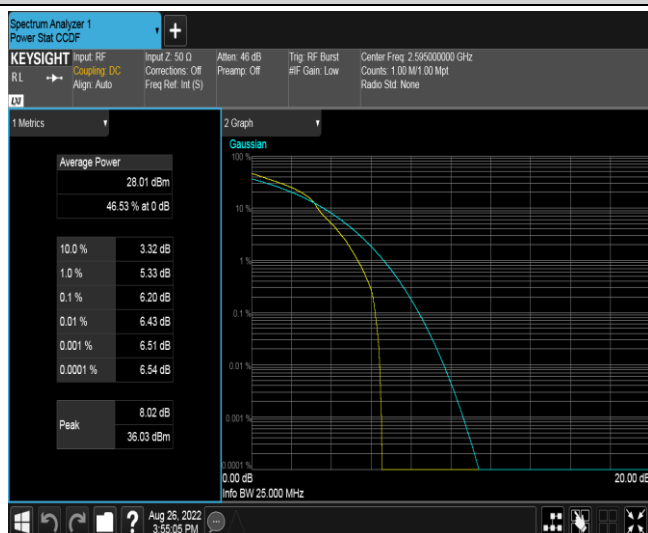 Spectrum Analyzer 1
Power Stat CCDF
+
KEYSIGHT
R L
LXI
Input: RF
Coupling: DC
Align: Auto
Input Z: 50 Ω
Corrections: Off
Freq Ref: Int (S)
Atten: 46 dB
Preamp: Off
Trig: RF Burst
#IF Gain: Low
Center Freq: 2.595000000 GHz
Counts: 1.00 M/1.00 Mpt
Radio Std: None
1 Metrics
Average Power
28.01 dBm
46.53 % at 0 dB
10.0 % 3.32 dB
1.0 % 5.33 dB
0.1 % 6.20 dB
0.01 % 6.43 dB
0.001 % 6.51 dB
0.0001 % 6.54 dB
Peak
8.02 dB
36.03 dBm
2 Graph
Gaussian
100 %
10 %
1 %
0.1 %
0.01 %
0.001 %
0.0001 %
0.00 dB
20.00 dB
Info BW 25.000 MHz
?
Aug 26, 2022
3:55:05 PM